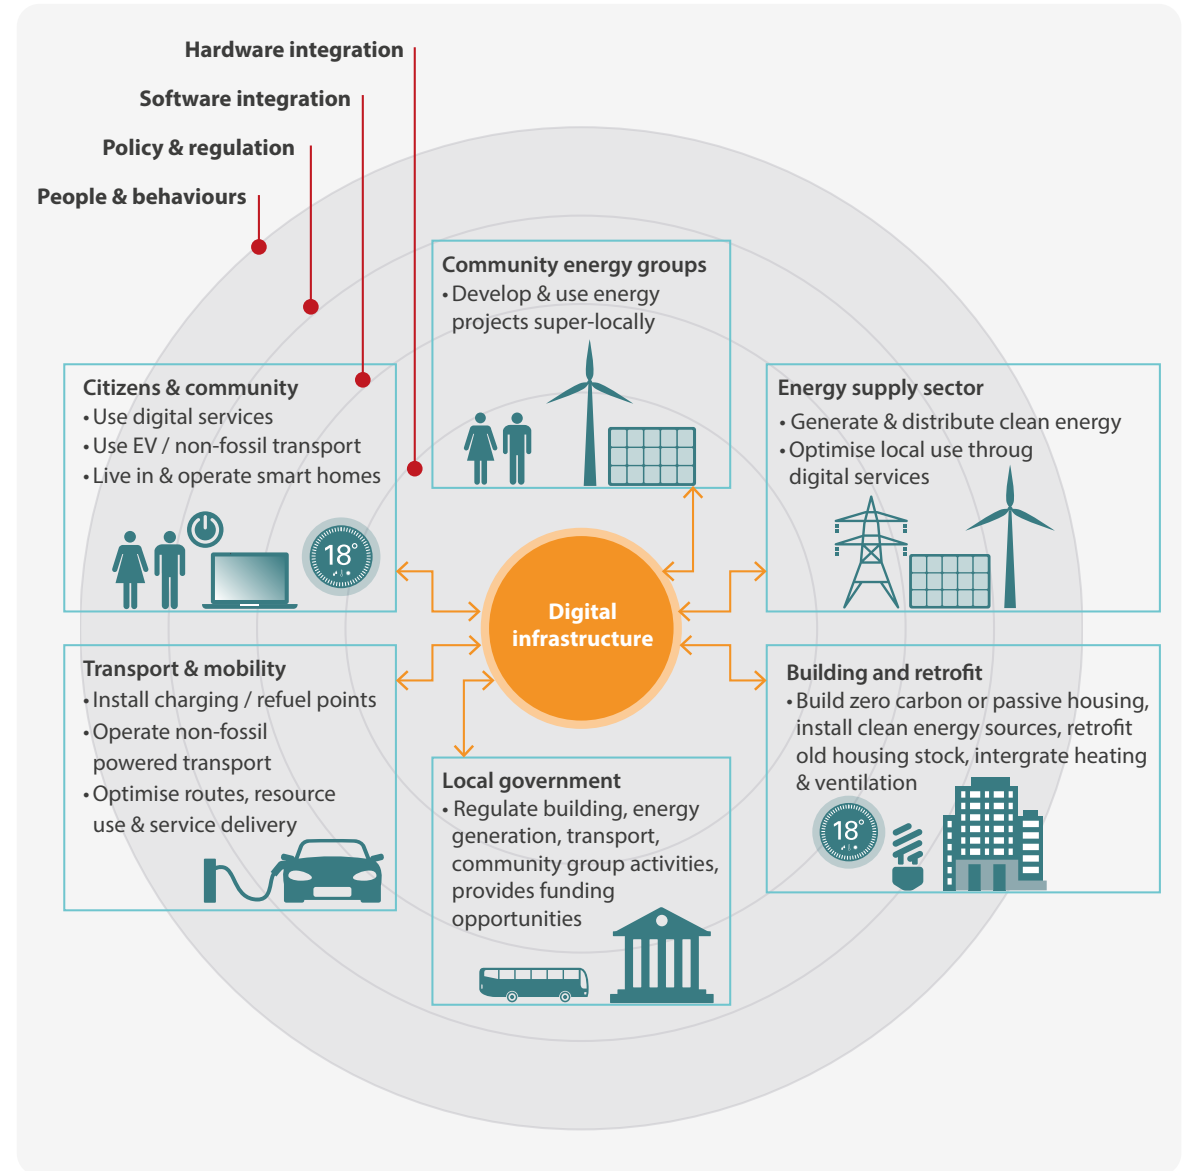 Hardware integration
Software integration
Policy & regulation
People & behaviours
Community energy groups
• Develop & use energy
projects super-locally
Citizens & community
• Use digital services
• Use EV / non-fossil transport
• Live in & operate smart homes
18°
Energy supply sector
• Generate & distribute clean energy
• Optimise local use throug
digital services
Digital
infrastructure
Transport & mobility
• Install charging / refuel points
• Operate non-fossil
powered transport
• Optimise routes, resource
use & service delivery
Local government
• Regulate building, energy
generation, transport,
community group activities,
provides funding
opportunities
Building and retrofit
• Build zero carbon or passive housing,
install clean energy sources, retrofit
old housing stock, intergrate heating
& ventilation
18°